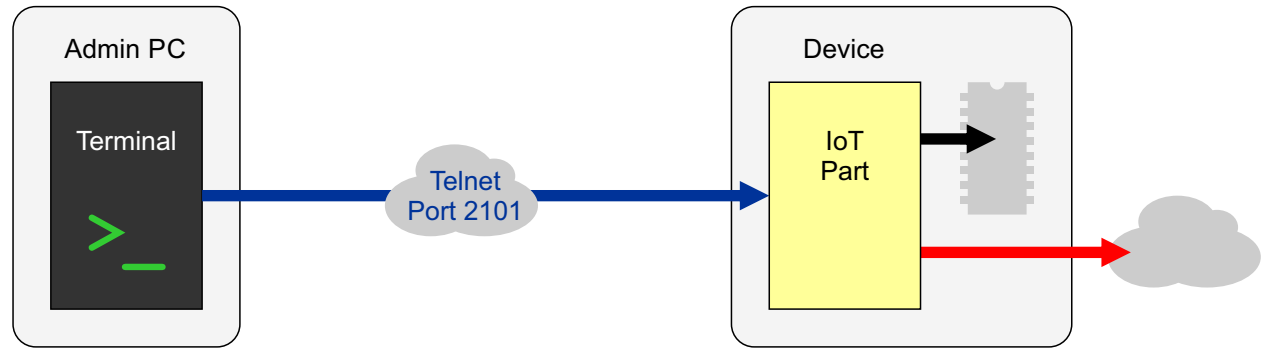 Admin PC
Terminal
>_
Telnet
Port 2101
Device
IoT
Part